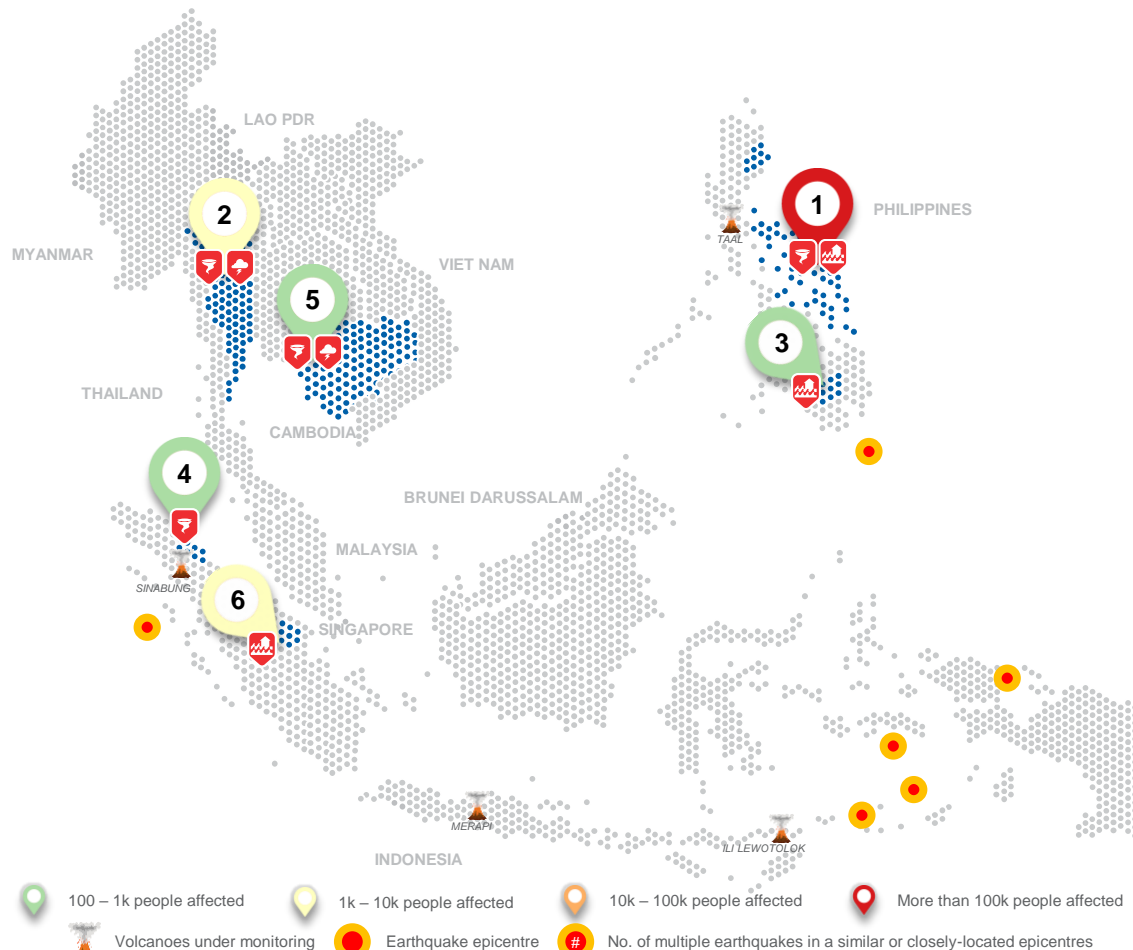 LAO PDR
1
2
PHILIPPINES
TAAL
MYANMAR
VIET NAM
5
3
THAILAND
CAMBODIA
4
BRUNEI DARUSSALAM
MALAYSIA
SINABUNG
6
SINGAPORE
MERAPI
ILI LEWOTOLOK
INDONESIA
100 – 1k people affected
1k – 10k people affected
10k – 100k people affected
More than 100k people affected
Volcanoes under monitoring
Earthquake epicentre
# No. of multiple earthquakes in a similar or closely-located epicentres